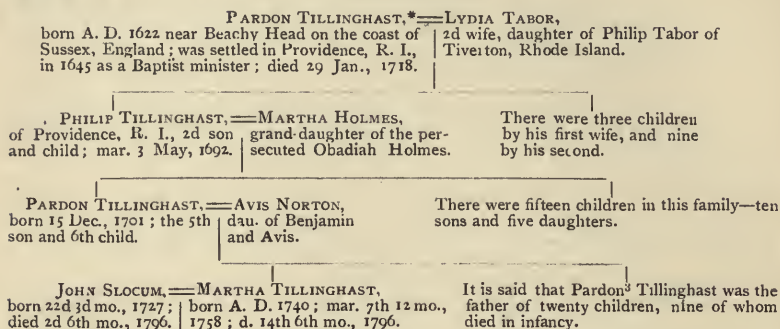 PARDON TILLINGHAST,*==LYDIA TABOR,
born A. D. 1622 near Beachy Head on the coast of
Sussex, England; was settled in Providence, R. I.,
in 1645 as a Baptist minister; died 29 Jan., 1718.
2d wife, daughter of Philip Tabor of
Tiverton, Rhode Island.
PHILIP TILLINGHAST,==MARTHA HOLMES,
of Providence, R. I., 2d son
and child; mar. 3 May, 1692.
grand-daughter of the per-
secuted Obadiah Holmes.
There were three children
by his first wife, and nine
by his second.
PARDON TILLINGHAST,==AVIS NORTON,
born 15 Dec., 1701; the 5th
son and 6th child.
dau. of Benjamin
and Avis.
There were fifteen children in this family—ten
sons and five daughters.
JOHN SLOCUM,==MARTHA TILLINGHAST,
born 22d 3d mo., 1727;
died 2d 6th mo., 1796.
born A. D. 1740; mar. 7th 12 mo.,
1758; d. 14th 6th mo., 1796.
It is said that Pardon³ Tillinghast was the
father of twenty children, nine of whom
died in infancy.